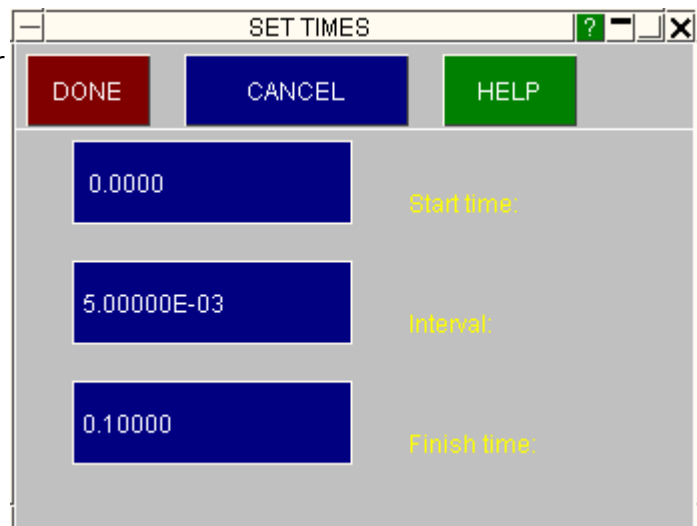 SET TIMES ?
r
DONE CANCEL HELP
0.0000 Start time:
5.00000E-03 Interval:
0.10000 Finish time: